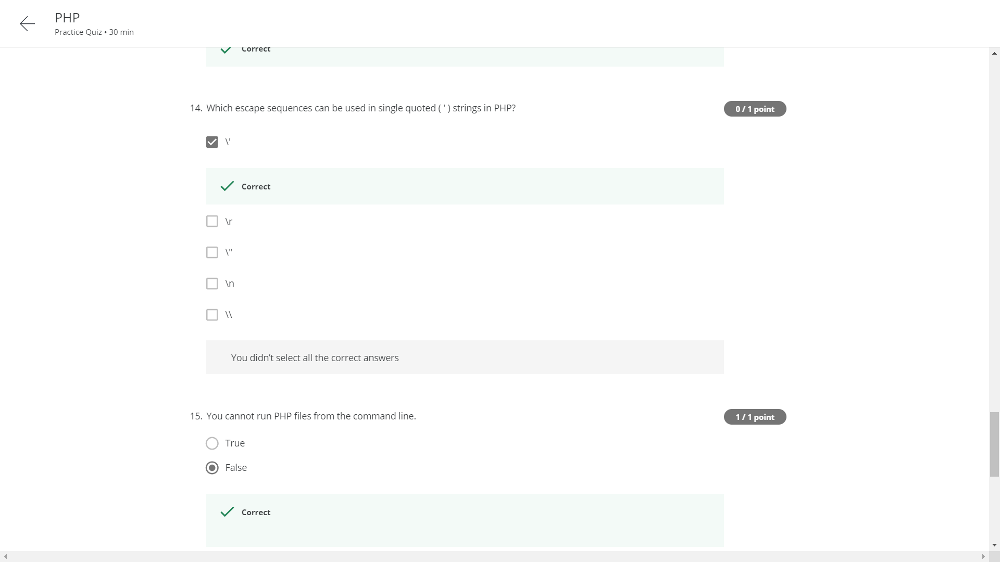 PHP
Practice Quiz • 30 min
Correct
14. Which escape sequences can be used in single quoted ( ' ) strings in PHP?
0 / 1 point
\'
Correct
\r
\"
\n
\\
You didn’t select all the correct answers
15. You cannot run PHP files from the command line.
1 / 1 point
True
False
Correct